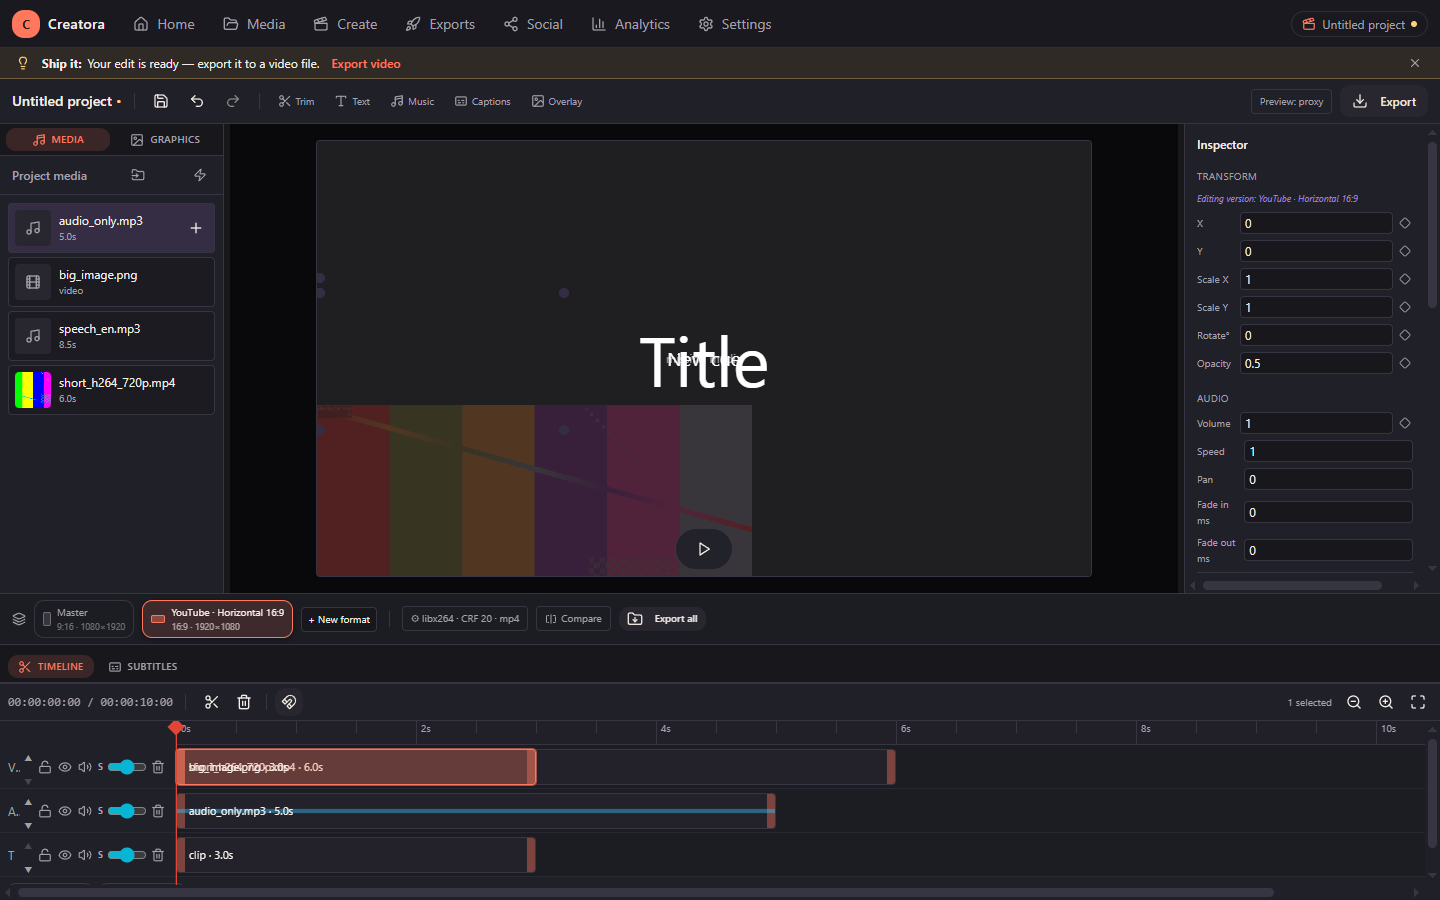 C Creatora Home Media Create Exports Social Analytics Settings Untitled project
Ship it: Your edit is ready — export it to a video file. Export video
Untitled project Trim Text Music Captions Overlay Preview: proxy Export
MEDIA GRAPHICS
Project media
audio_only.mp3
5.0s
big_image.png
video
speech_en.mp3
8.5s
short_h264_720p.mp4
6.0s
Title
Inspector
TRANSFORM
Editing version: YouTube · Horizontal 16:9
X 0
Y 0
Scale X 1
Scale Y 1
Rotate° 0
Opacity 0.5
AUDIO
Volume 1
Speed 1
Pan 0
Fade in ms 0
Fade out ms 0
Master
9:16 · 1080×1920
YouTube · Horizontal 16:9
16:9 · 1920×1080
+ New format
libx264 · CRF 20 · mp4
Compare
Export all
TIMELINE SUBTITLES
00:00:00:00 / 00:00:10:00 1 selected
0s 2s 4s 6s 8s 10s
V.. S · 6.0s
A.. S audio_only.mp3 · 5.0s
T S clip · 3.0s